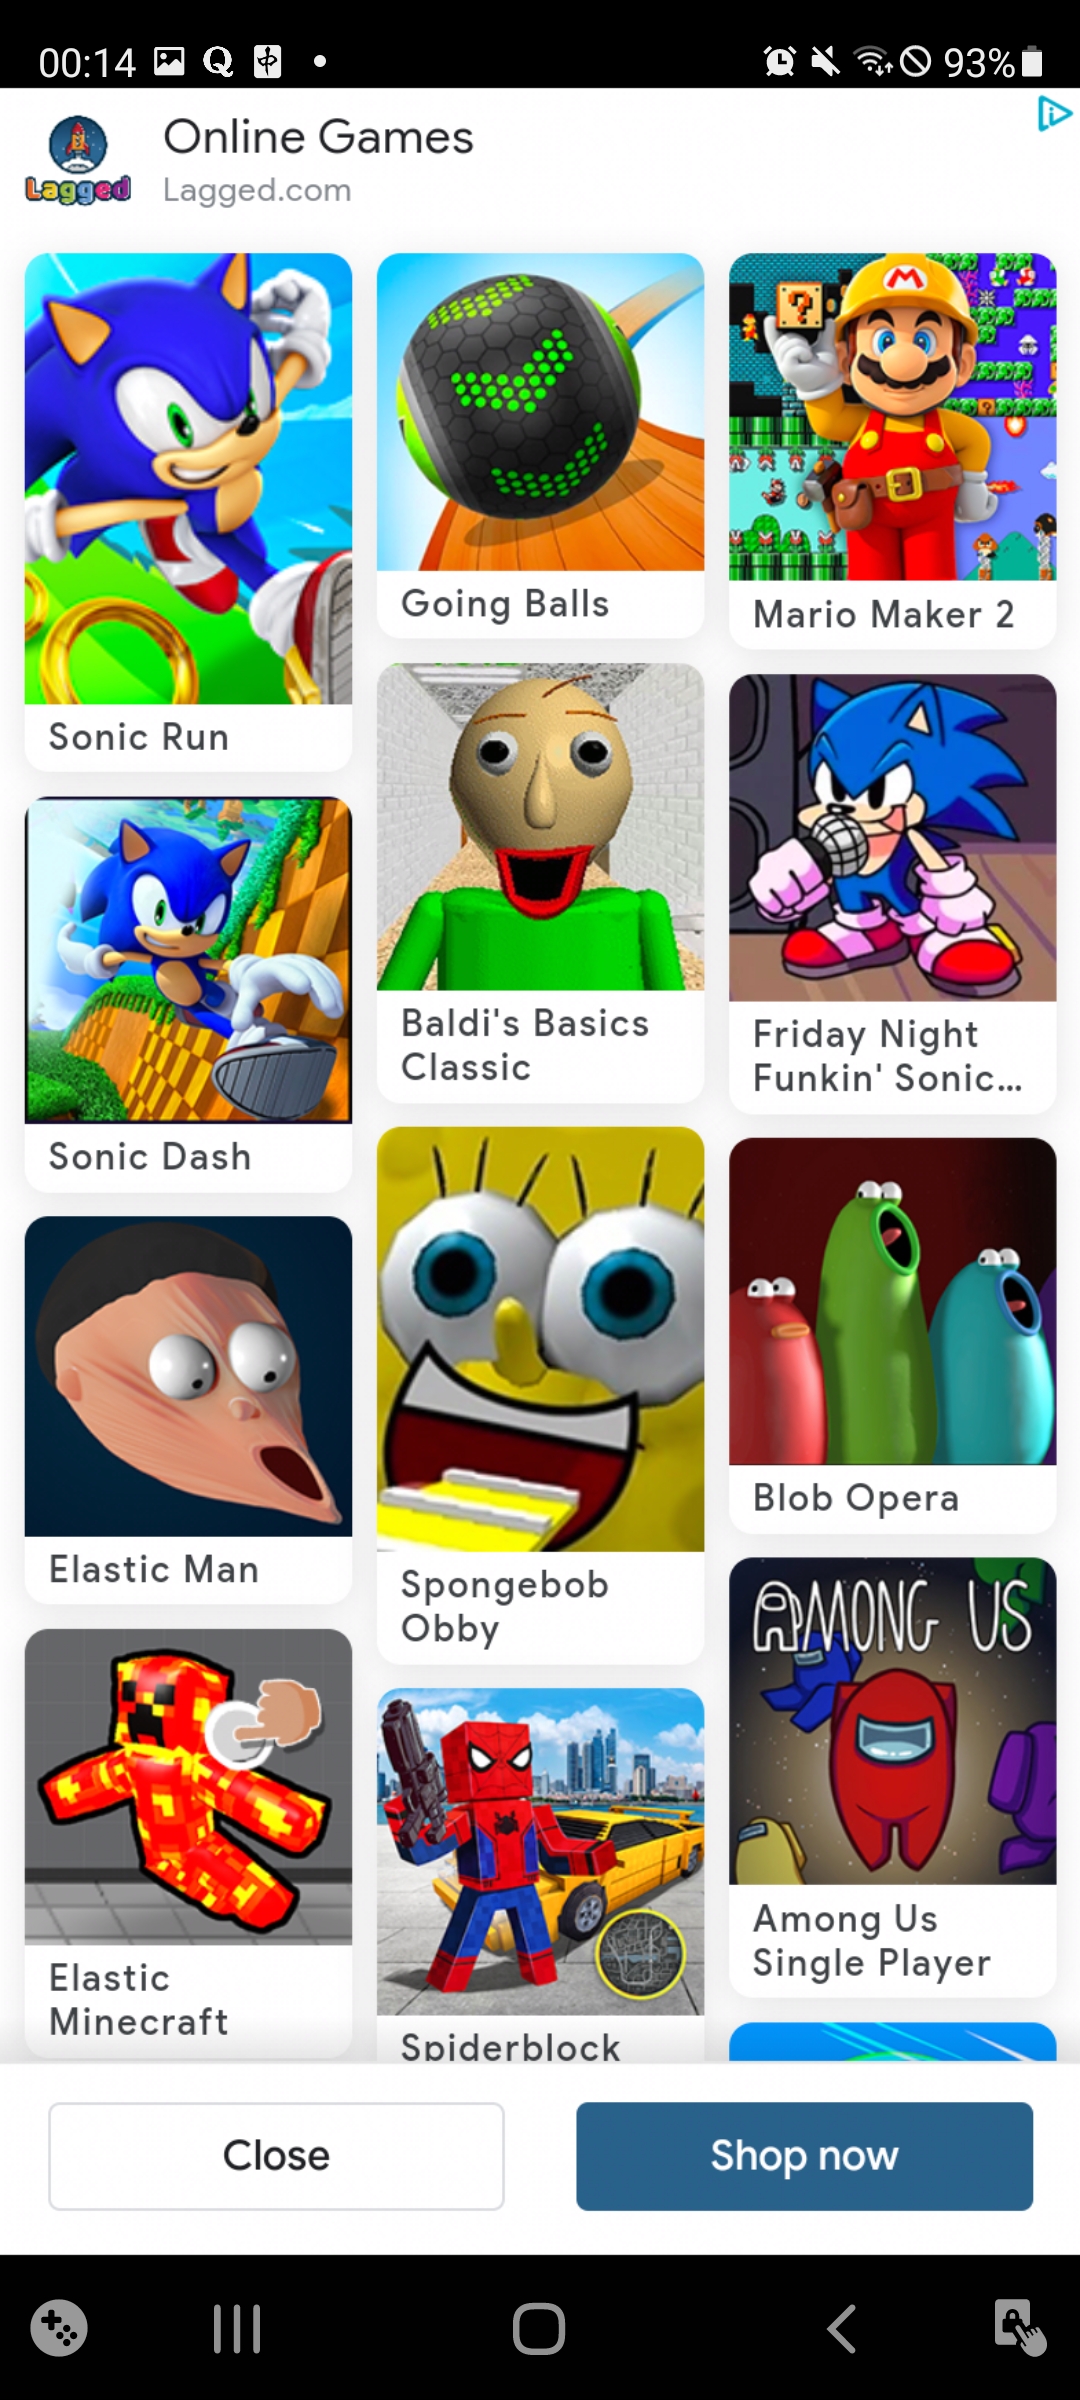 00:14
93%
Online Games
Lagged
Lagged.com
Sonic Run
Sonic Dash
Elastic Man
Elastic
Minecraft
Going Balls
Baldi's Basics
Classic
Spongebob
Obby
Spiderblock
M
?
Mario Maker 2
Friday Night
Funkin' Sonic...
Blob Opera
AMONG US
Among Us
Single Player
Close
Shop now